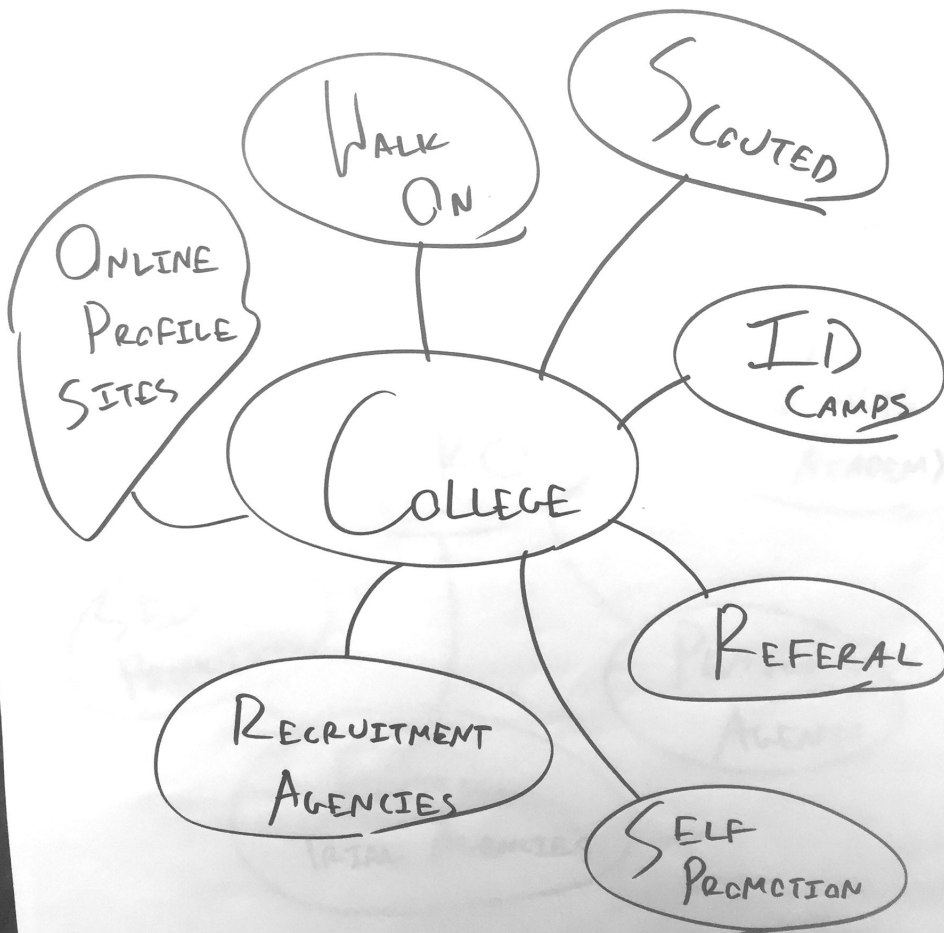 Walk
On
Scouted
Online
Profile
Sites
ID
Camps
College
Referal
Recruitment
Agencies
Self
Promotion